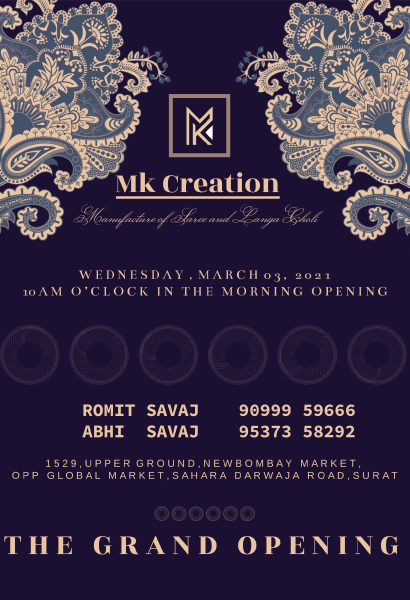 MK
Mk Creation
Manufacture of Saree and Langa Choli
WEDNESDAY, MARCH 03, 2021
10AM O'CLOCK IN THE MORNING OPENING
ROMIT SAVAJ 90999 59666
ABHI SAVAJ 95373 58292
1529,UPPER GROUND,NEWBOMBAY MARKET,
OPP GLOBAL MARKET,SAHARA DARWAJA ROAD,SURAT
THE GRAND OPENING